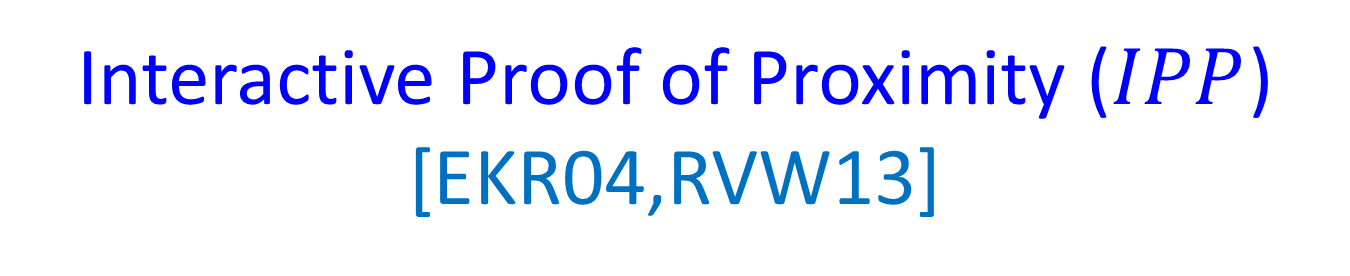 Interactive Proof of Proximity (IPP)
[EKR04,RVW13]